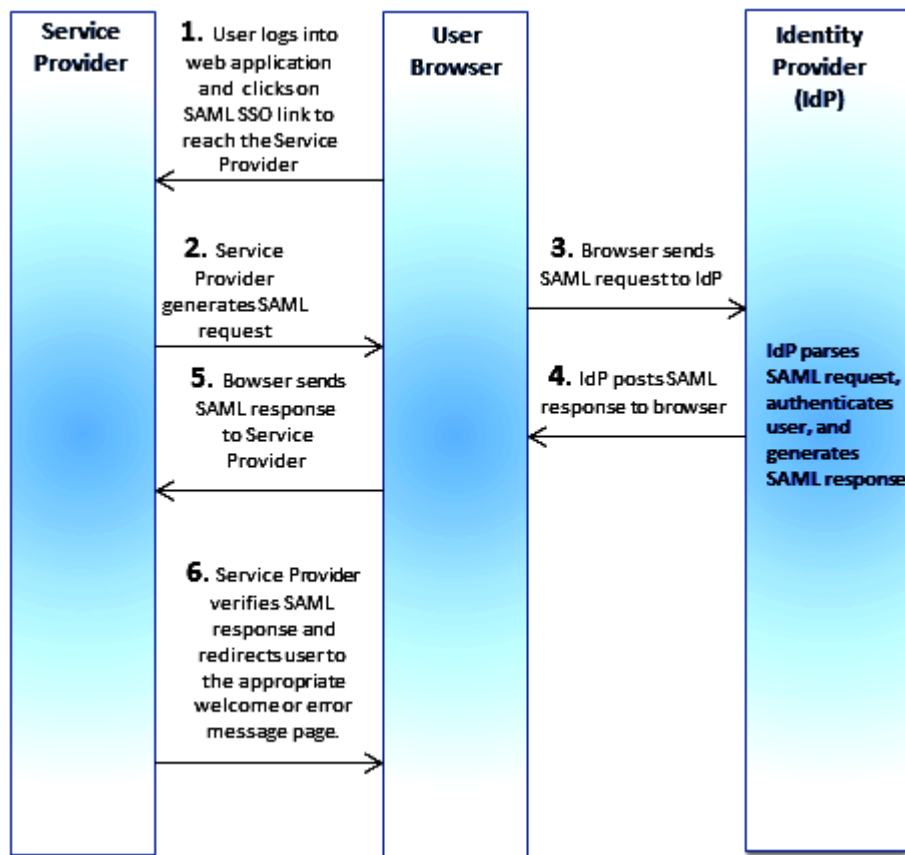 Service
Provider
User
Browser
Identity
Provider
(IdP)
1. User logs into
web application
and clicks on
SAML SSO link to
reach the Service
Provider
2. Service
Provider
generates SAML
request
3. Browser sends
SAML request to IdP
IdP parses
SAML request,
authenticates
user, and
generates
SAML response
4. IdP posts SAML
response to browser
5. Bowser sends
SAML response
to Service
Provider
6. Service Provider
verifies SAML
response and
redirects user to
the appropriate
welcome or error
message page.